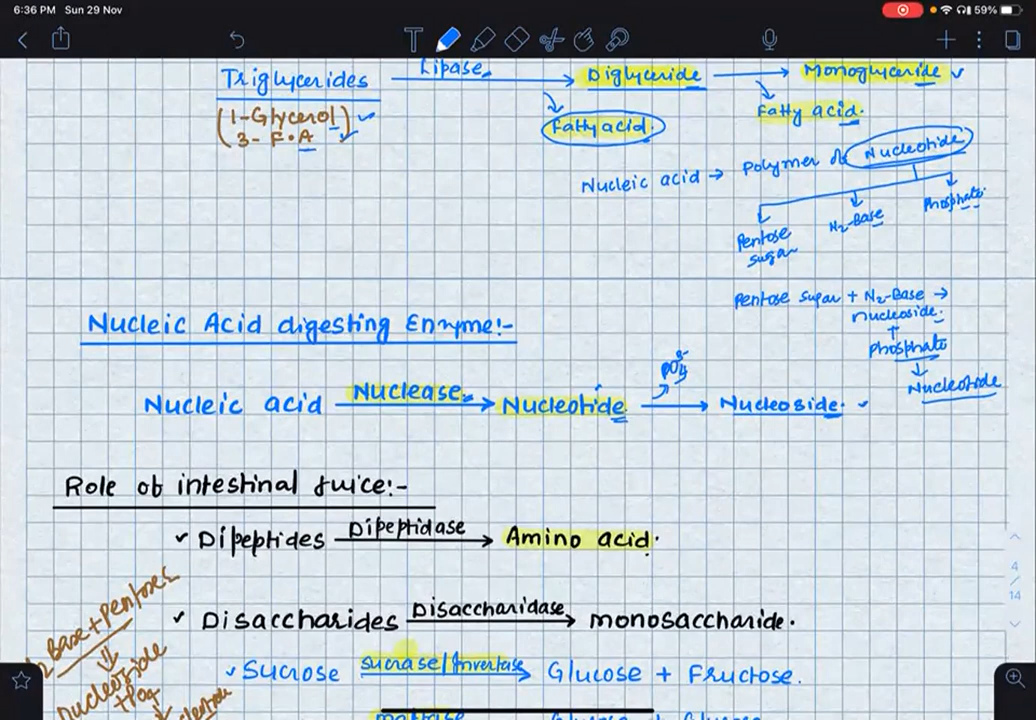 6:36 PM Sun 29 Nov
59%
Triglycerides Lipase Diglyceride Monoglyceride
(1-Glycerol
3- F.A)
Fatty acid.
Fatty acid.
Nucleic acid → Polymer of Nucleotide
Pentose sugar
N2-Base
Phosphate
Pentose sugar + N2-Base →
nucleoside.
Phosphate
Nucleotide
Nucleic Acid digesting Enzyme:-
Nucleic acid Nuclease Nucleotide Nucleoside.
Role of intestinal Juice:-
Dipeptides Dipeptidase Amino acid.
Disaccharides Disaccharidase monosaccharide.
Sucrose sucrase/Invertase Glucose + Fructose.
Base + Pentoses
nucleoside
4
/
14